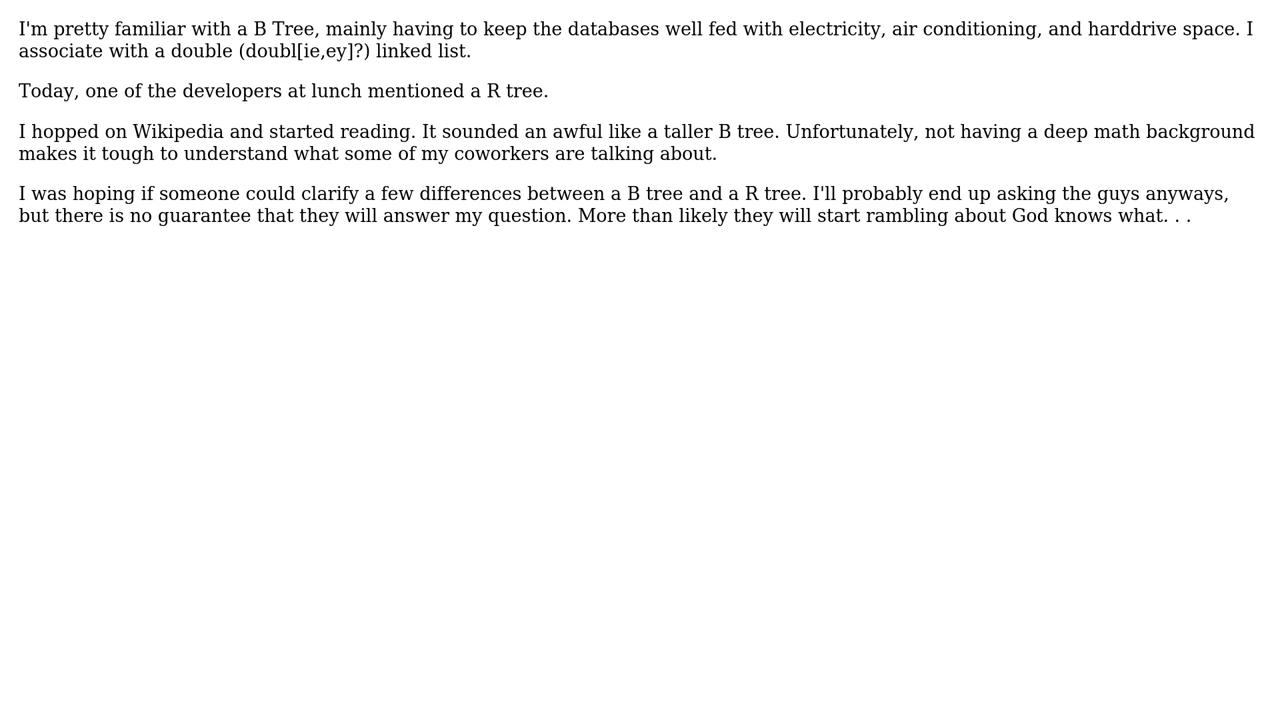 I'm pretty familiar with a B Tree, mainly having to keep the databases well fed with electricity, air conditioning, and harddrive space. I
associate with a double (doubl[ie,ey]?) linked list.
Today, one of the developers at lunch mentioned a R tree.
I hopped on Wikipedia and started reading. It sounded an awful like a taller B tree. Unfortunately, not having a deep math background
makes it tough to understand what some of my coworkers are talking about.
I was hoping if someone could clarify a few differences between a B tree and a R tree. I'll probably end up asking the guys anyways,
but there is no guarantee that they will answer my question. More than likely they will start rambling about God knows what. . .